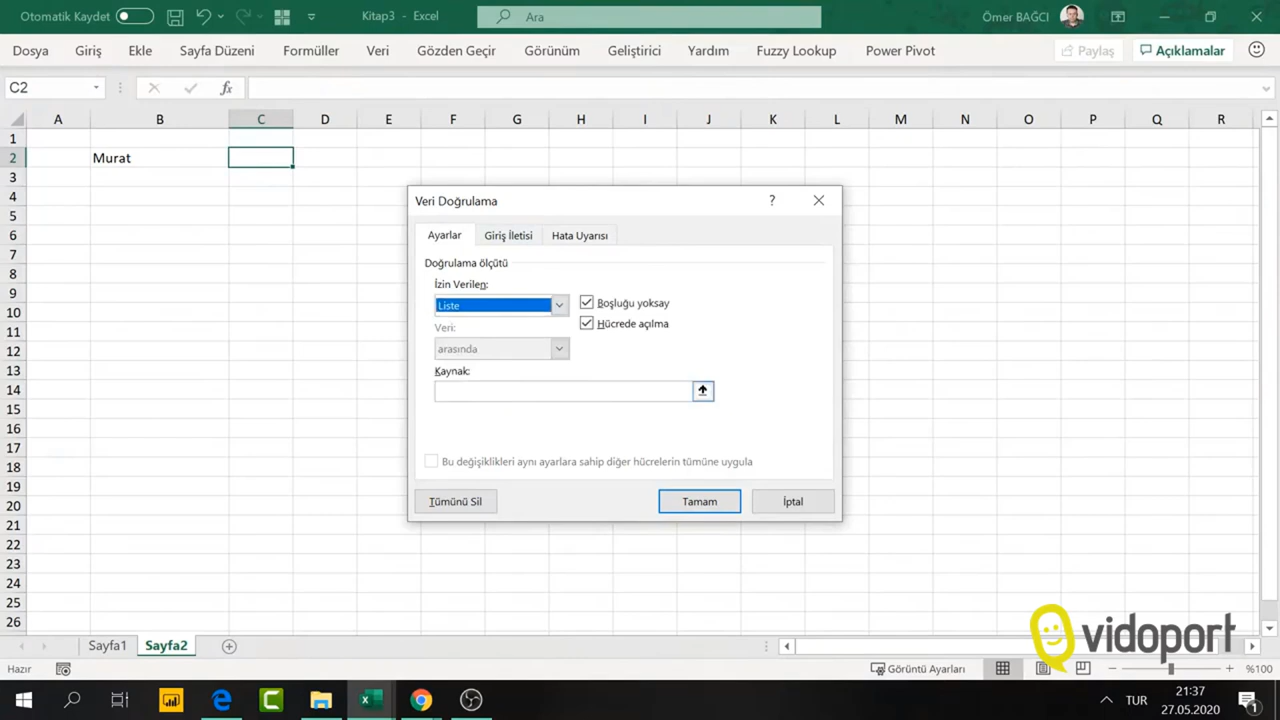 Otomatik Kaydet
Kitap3 - Excel
Ara
Ömer BAĞCI
Dosya Giriş Ekle Sayfa Düzeni Formüller Veri Gözden Geçir Görünüm Geliştirici Yardım Fuzzy Lookup Power Pivot Paylaş Açıklamalar
C2 fx
A B C D E F G H I J K L M N O P Q R
1
2 Murat
3
4
5
6
7
8
9
10
11
12
13
14
15
16
17
18
19
20
21
22
23
24
25
26
Veri Doğrulama ?
Ayarlar Giriş İletisi Hata Uyarısı
Doğrulama ölçütü
İzin Verilen:
Liste
Boşluğu yoksay
Veri:
Hücrede açılma
arasında
Kaynak:
Bu değişiklikleri aynı ayarlara sahip diğer hücrelerin tümüne uygula
Tümünü Sil Tamam İptal
vidoport
Sayfa1 Sayfa2
Hazır Görüntü Ayarları %100
TUR
21:37
27.05.2020
1